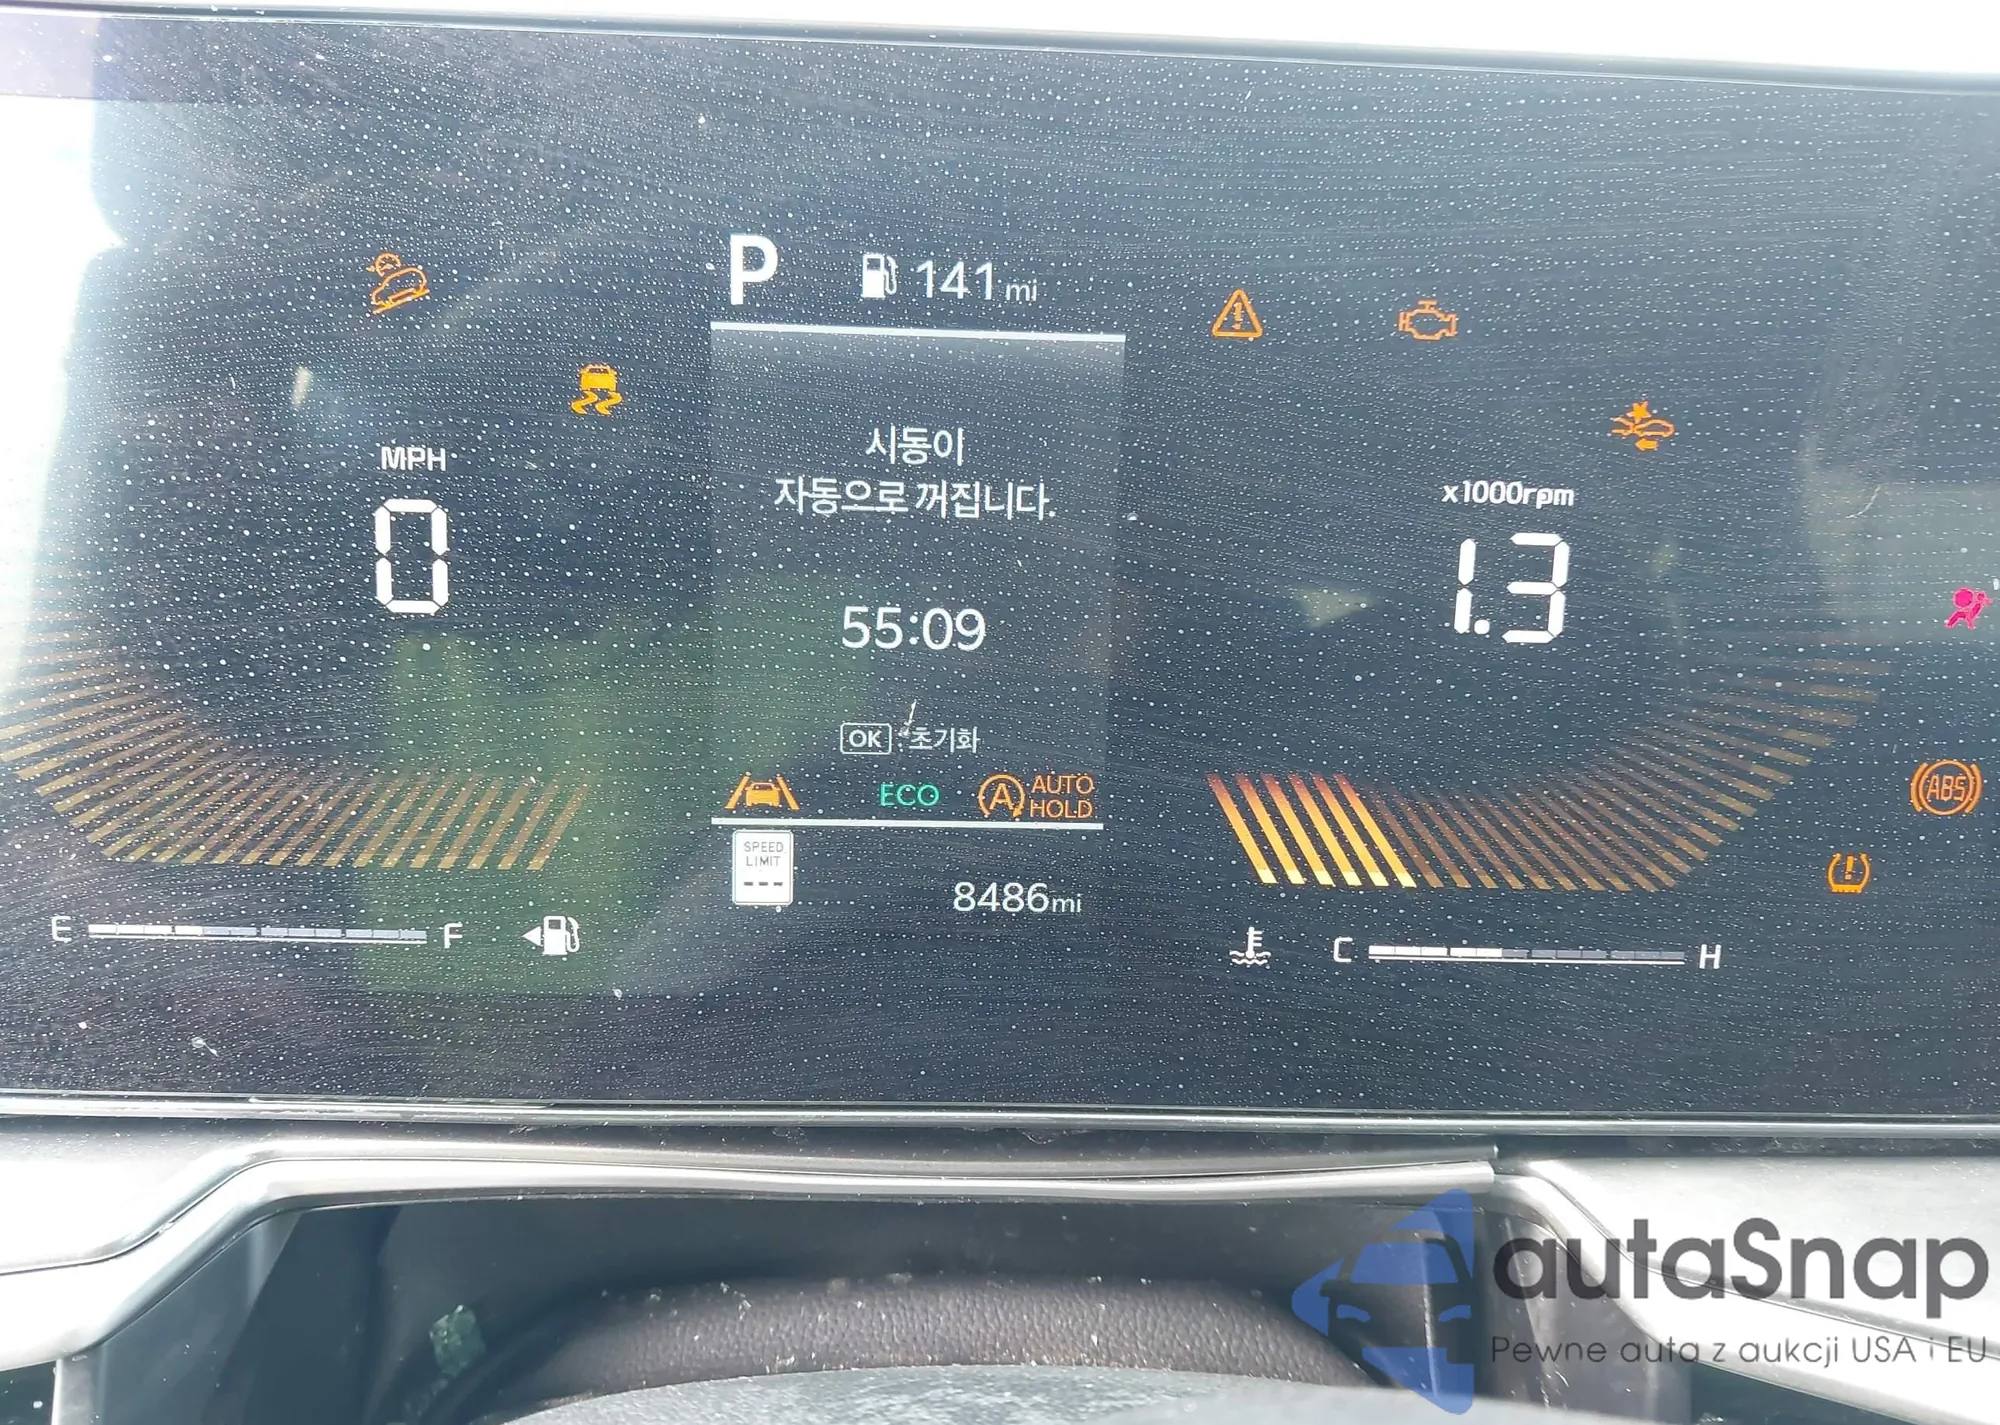 P
141mi
MPH
0
시동이
자동으로 꺼집니다.
55:09
OK : 초기화
x1000rpm
1.3
ECO
A
AUTO
HOLD
ABS
SPEED
LIMIT
---
8486mi
E
F
C
H
autaSnap
Pewne auta z aukcji USA i EU